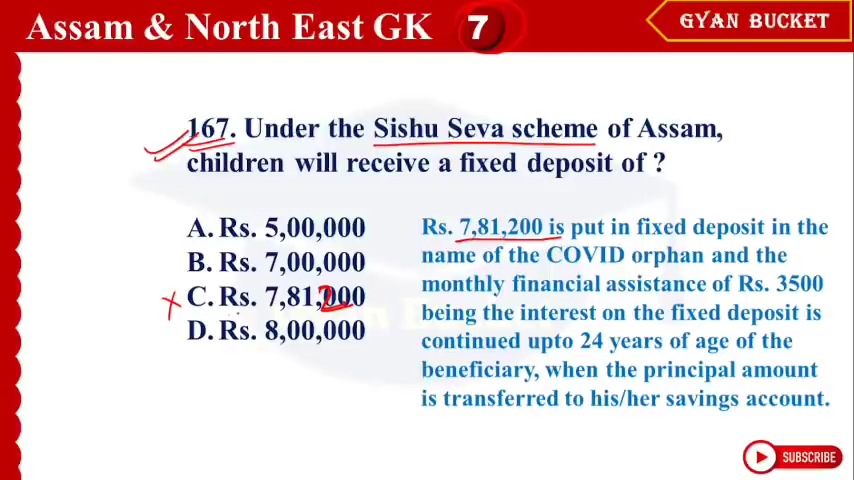 Assam & North East GK 7
GYAN BUCKET
167. Under the Sishu Seva scheme of Assam,
children will receive a fixed deposit of ?
A. Rs. 5,00,000
B. Rs. 7,00,000
C. Rs. 7,81,000
2
D. Rs. 8,00,000
Rs. 7,81,200 is put in fixed deposit in the
name of the COVID orphan and the
monthly financial assistance of Rs. 3500
being the interest on the fixed deposit is
continued upto 24 years of age of the
beneficiary, when the principal amount
is transferred to his/her savings account.
SUBSCRIBE